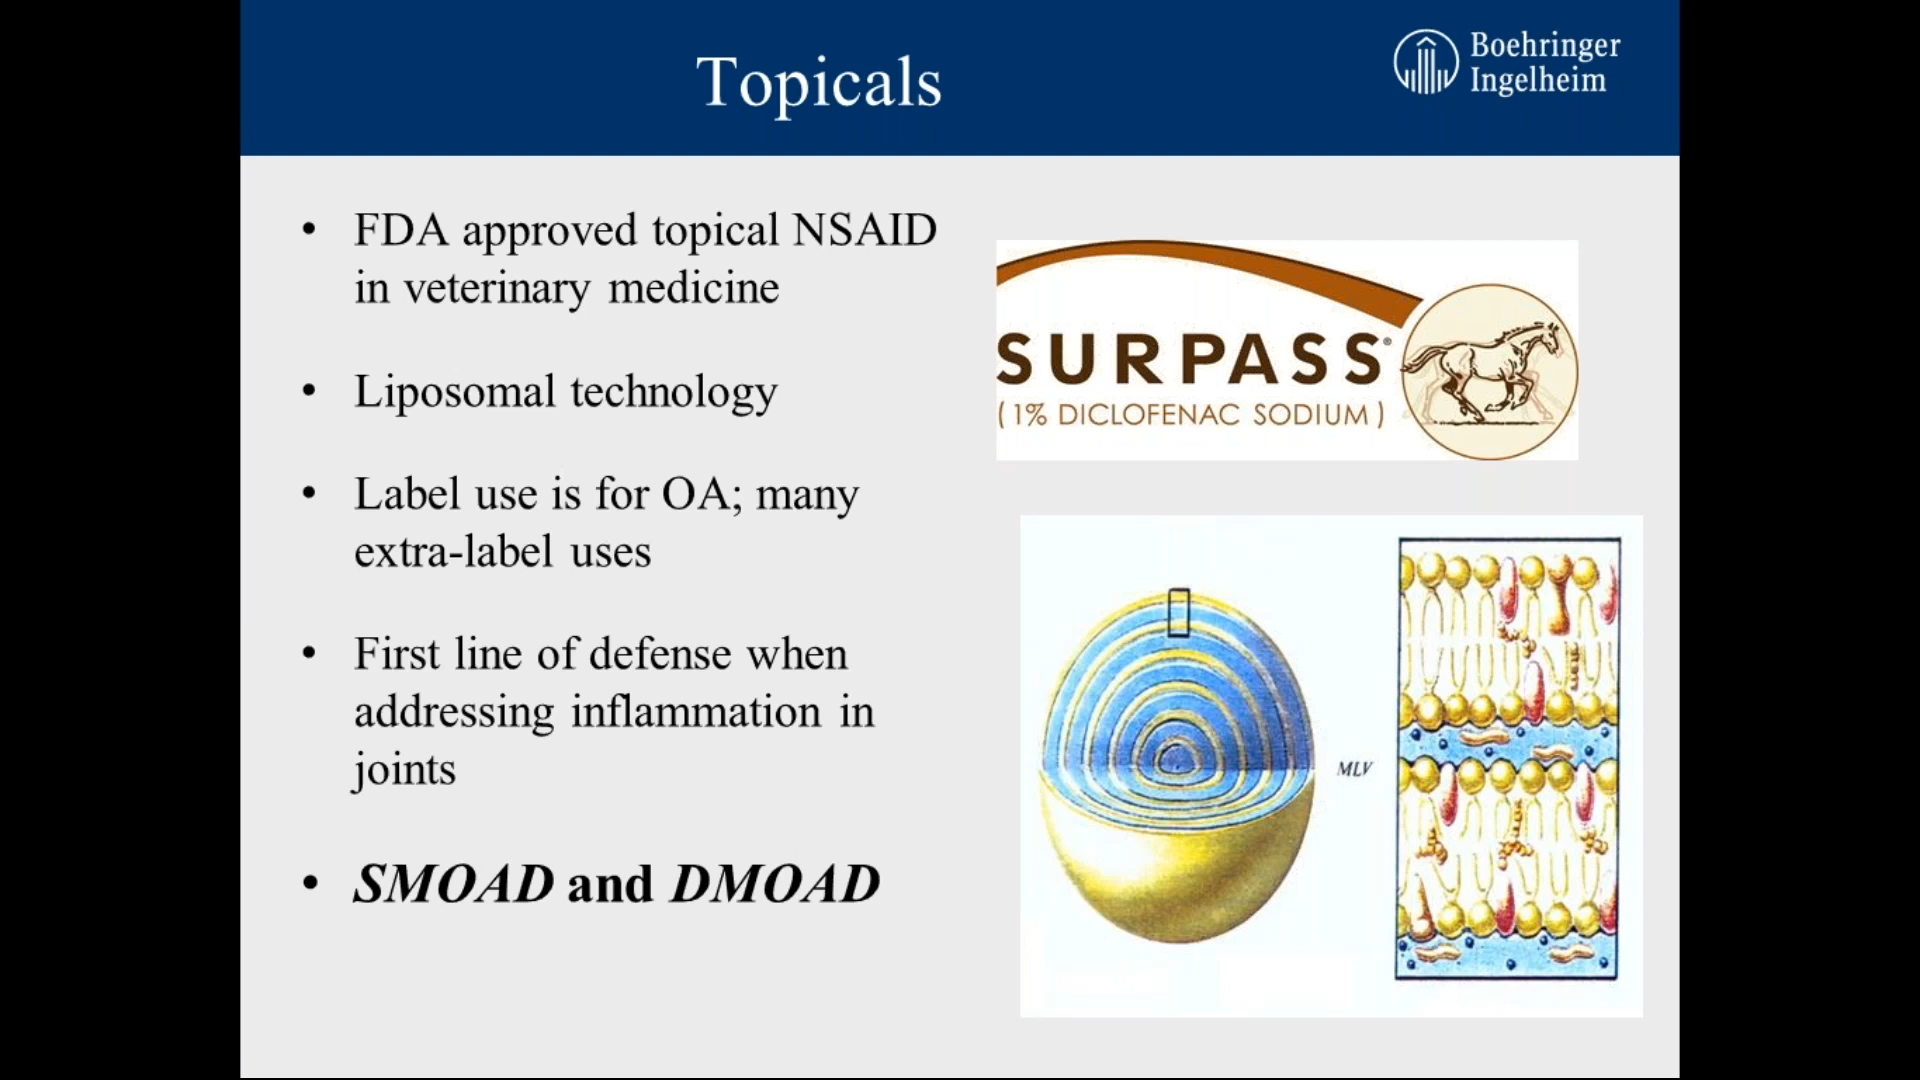 Topicals
Boehringer
Ingelheim
• FDA approved topical NSAID
in veterinary medicine
• Liposomal technology
• Label use is for OA; many
extra-label uses
• First line of defense when
addressing inflammation in
joints
• SMOAD and DMOAD
SURPASS®
(1% DICLOFENAC SODIUM)
MLV